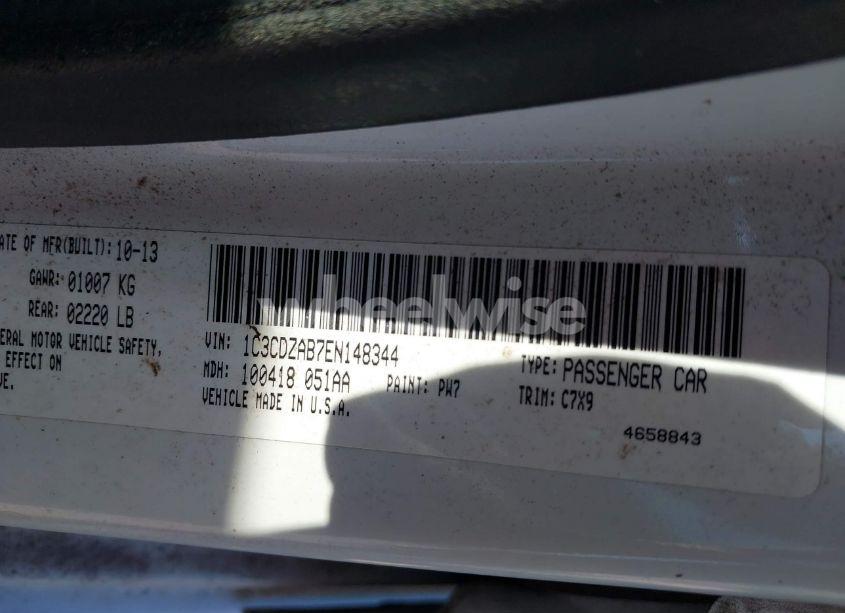 ATE OF MFR(BUILT): 10-13
GAWR: 01007 KG
REAR: 02220 LB
ERAL MOTOR VEHICLE SAFETY,
EFFECT ON
VE.
wheelwise
VIN: 1C3CDZAB7EN148344
MDH: 100418 051AA PAINT: PW7
VEHICLE MADE IN U.S.A.
TYPE: PASSENGER CAR
TRIM: C7X9
4658843